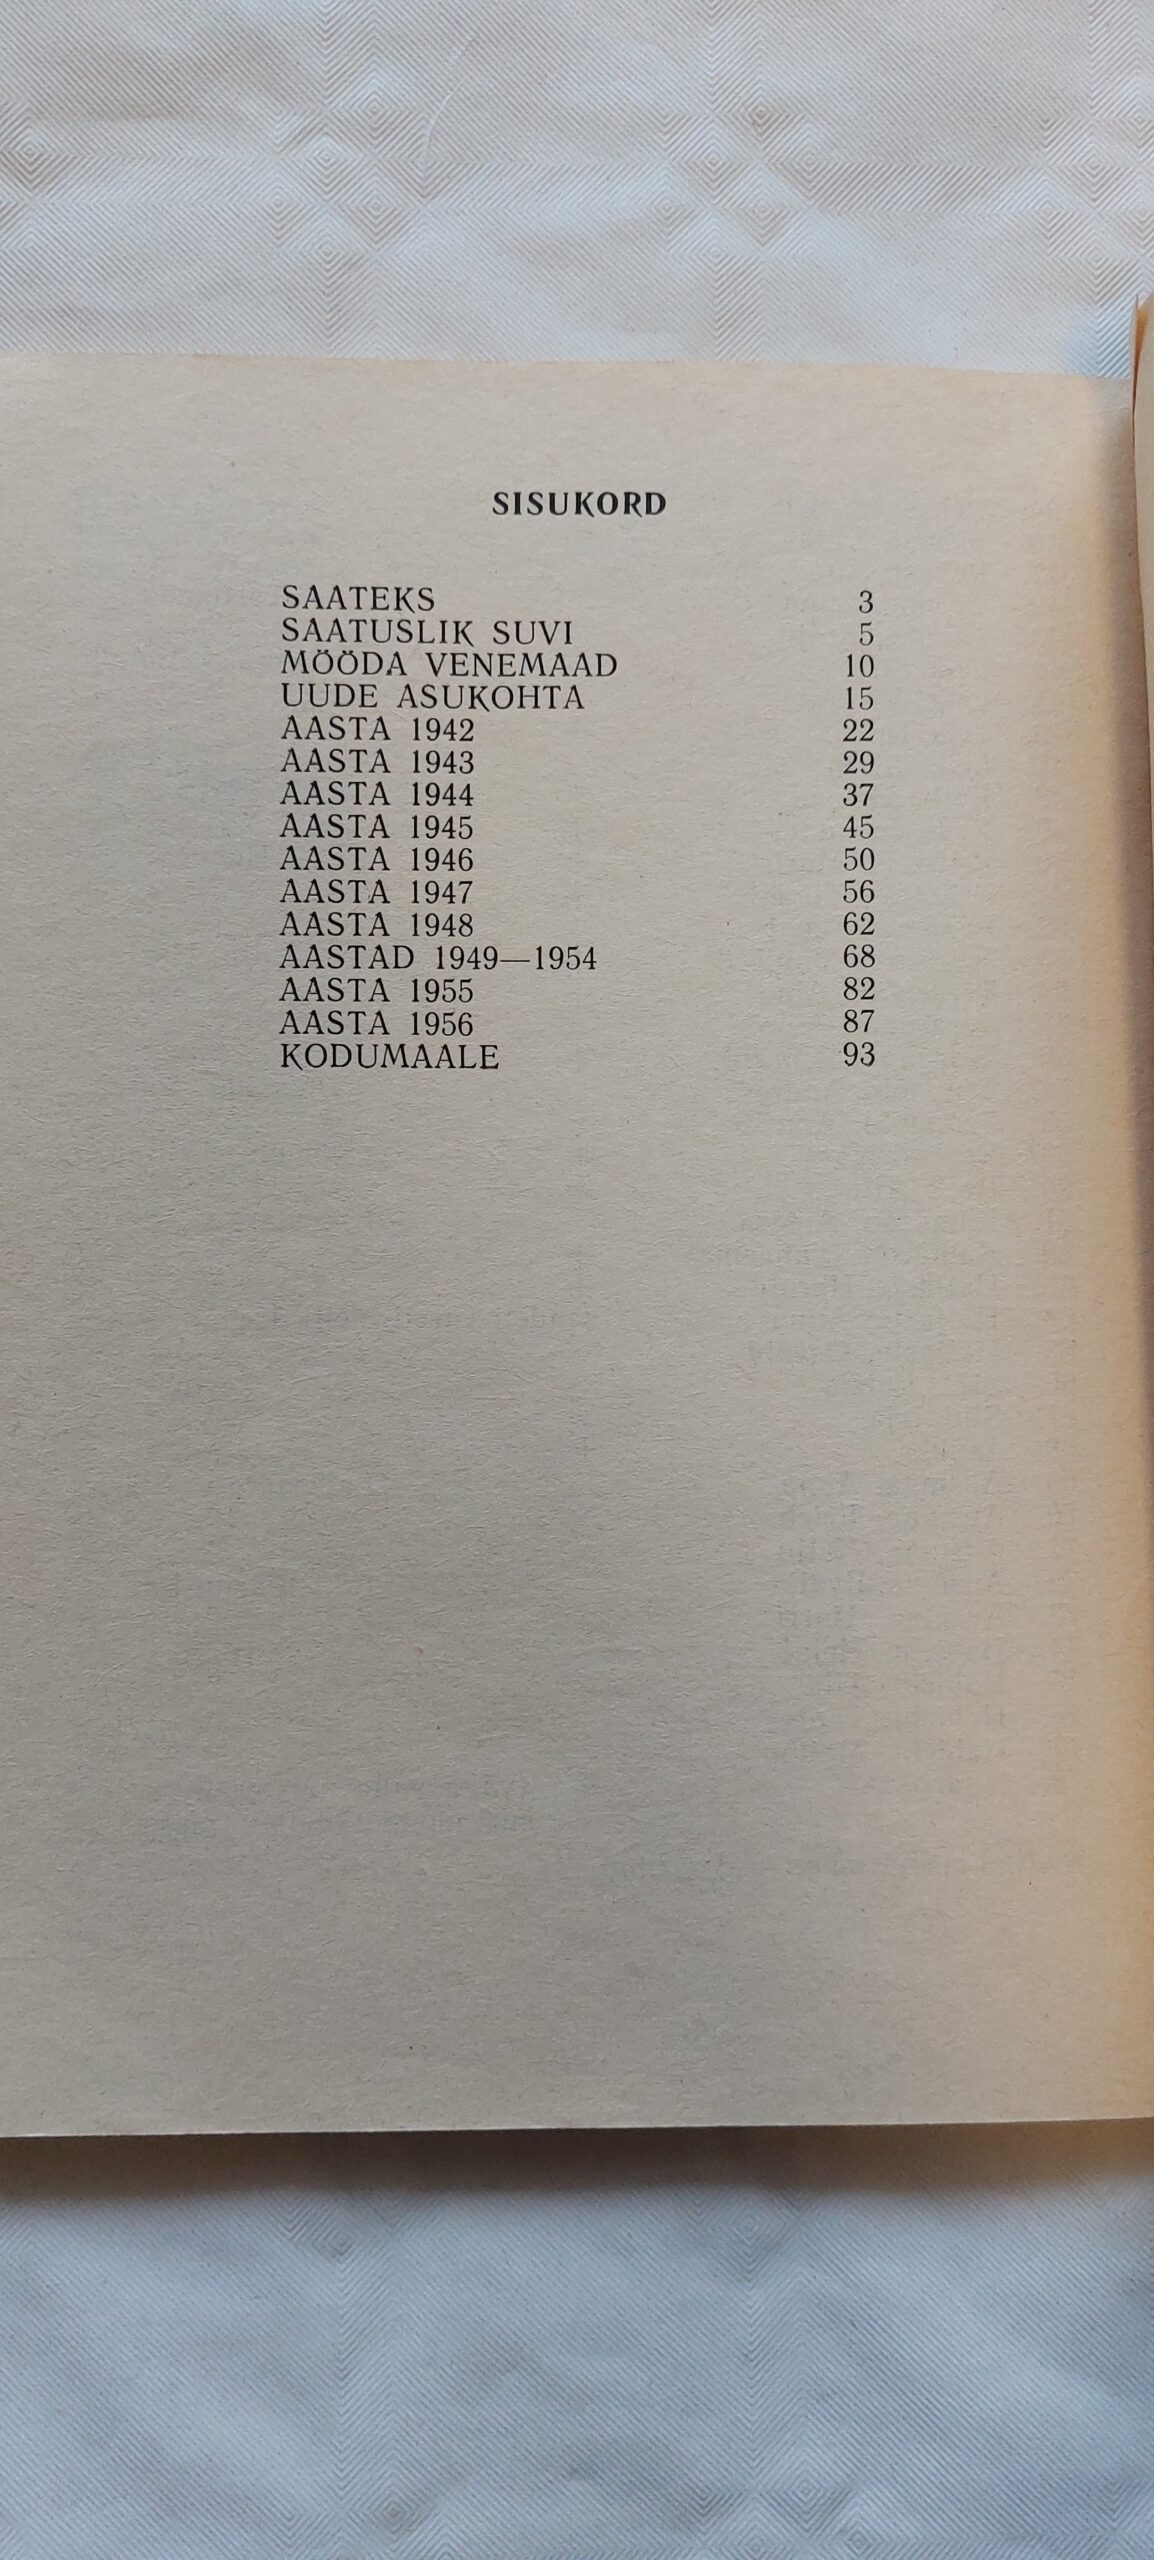 SISUKORD
SAATEKS 3
SAATUSLIK SUVI 5
MÖÖDA VENEMAAD 10
UUDE ASUKOHTA 15
AASTA 1942 22
AASTA 1943 29
AASTA 1944 37
AASTA 1945 45
AASTA 1946 50
AASTA 1947 56
AASTA 1948 62
AASTAD 1949—1954 68
AASTA 1955 82
AASTA 1956 87
KODUMAALE 93